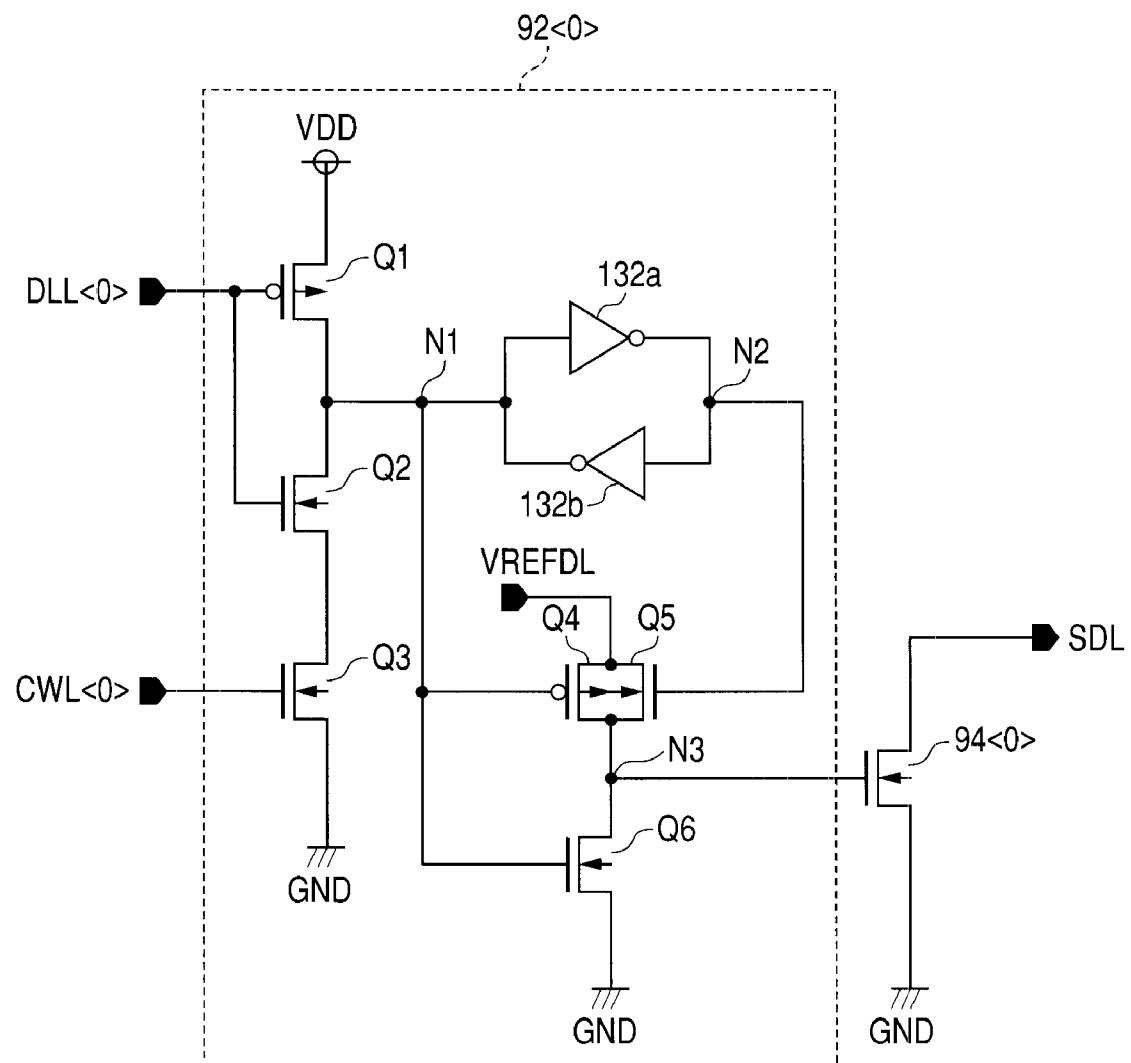 92<0>
VDD
Q1
DLL<0>
132a
N1
N2
Q2
132b
VREFDL
Q4
Q5
Q3
SDL
CWL<0>
94<0>
N3
Q6
GND
GND
GND